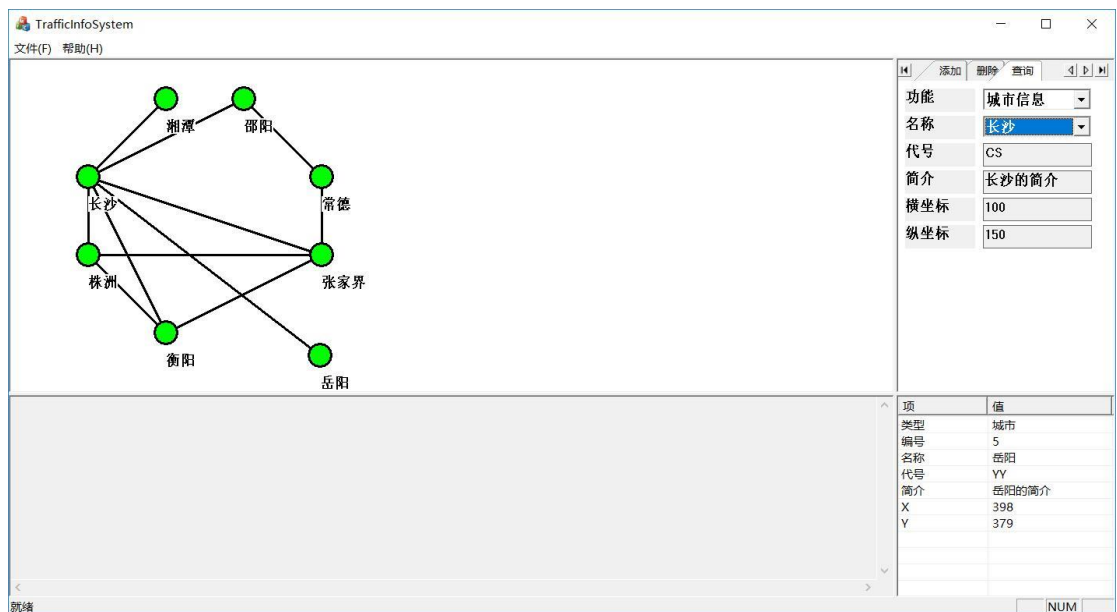 TrafficInfoSystem
文件(F) 帮助(H)
湘潭
邵阳
长沙
常德
株洲
张家界
衡阳
岳阳
添加 删除 查询
功能 城市信息
名称 长沙
代号 CS
简介 长沙的简介
横坐标 100
纵坐标 150
项 值
类型 城市
编号 5
名称 岳阳
代号 YY
简介 岳阳的简介
X 398
Y 379
就绪 NUM